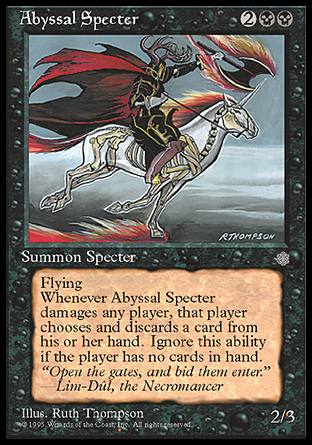 Abyssal Specter 2
R.THOMPSON
Summon Specter
Flying
Whenever Abyssal Specter
damages any player, that player
chooses and discards a card from
his or her hand. Ignore this ability
if the player has no cards in hand.
"Open the gates, and bid them enter."
—Lim-Dûl, the Necromancer
Illus. Ruth Thompson 2/3
©1995 Wizards of the Coast, Inc. All rights reserved.